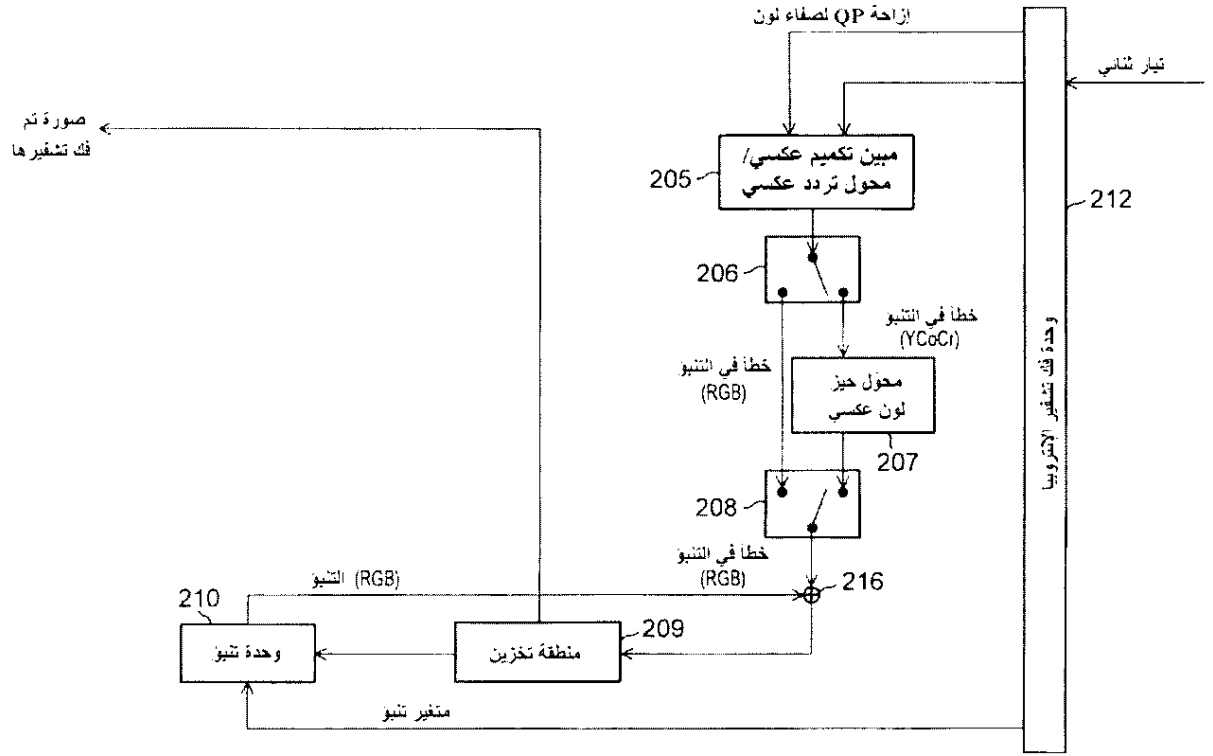 إزاحة QP لصفاء لون
تيار ثنائي
صورة تم
فك تشفيرها
مبين تكميم عكسي/
محول تردد عكسي
205
212
206
خطأ في التنبؤ
(YCoCr)
خطأ في التنبؤ
(RGB)
محوّل حيز
لون عكسي
207
وحدة فك تشفير الإنتروبيا
208
خطأ في التنبؤ
(RGB)
التنبؤ (RGB)
216
210
209
وحدة تنبؤ
منطقة تخزين
متغير تنبؤ